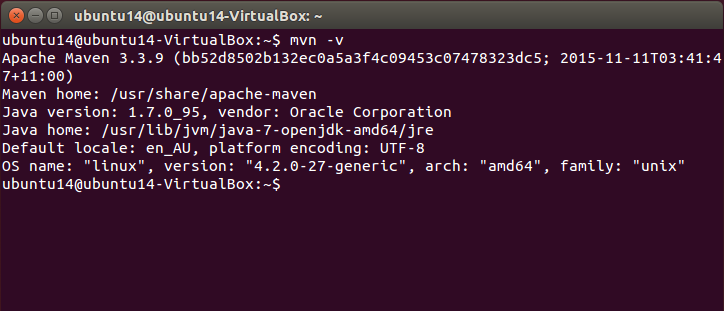 ubuntu14@ubuntu14-VirtualBox: ~
ubuntu14@ubuntu14-VirtualBox:~$ mvn -v
Apache Maven 3.3.9 (bb52d8502b132ec0a5a3f4c09453c07478323dc5; 2015-11-11T03:41:4
7+11:00)
Maven home: /usr/share/apache-maven
Java version: 1.7.0_95, vendor: Oracle Corporation
Java home: /usr/lib/jvm/java-7-openjdk-amd64/jre
Default locale: en_AU, platform encoding: UTF-8
OS name: "linux", version: "4.2.0-27-generic", arch: "amd64", family: "unix"
ubuntu14@ubuntu14-VirtualBox:~$